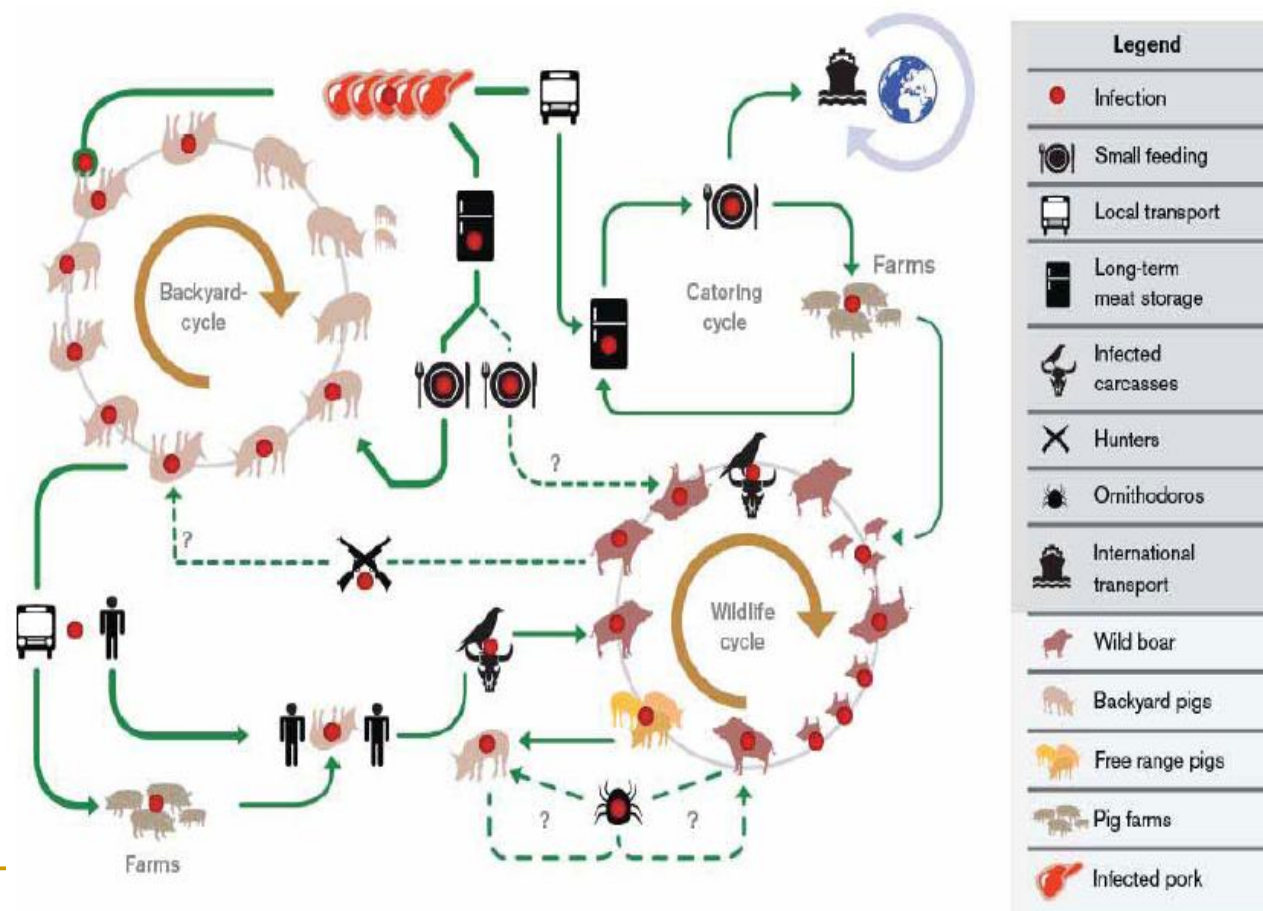 Backyard-
cycle
Catering
cycle
Farms
?
?
Wildlife
cycle
?
?
Farms
Legend
Infection
Small feeding
Local transport
Long-term
meat storage
Infected
carcasses
Hunters
Ornithodoros
International
transport
Wild boar
Backyard pigs
Free range pigs
Pig farms
Infected pork